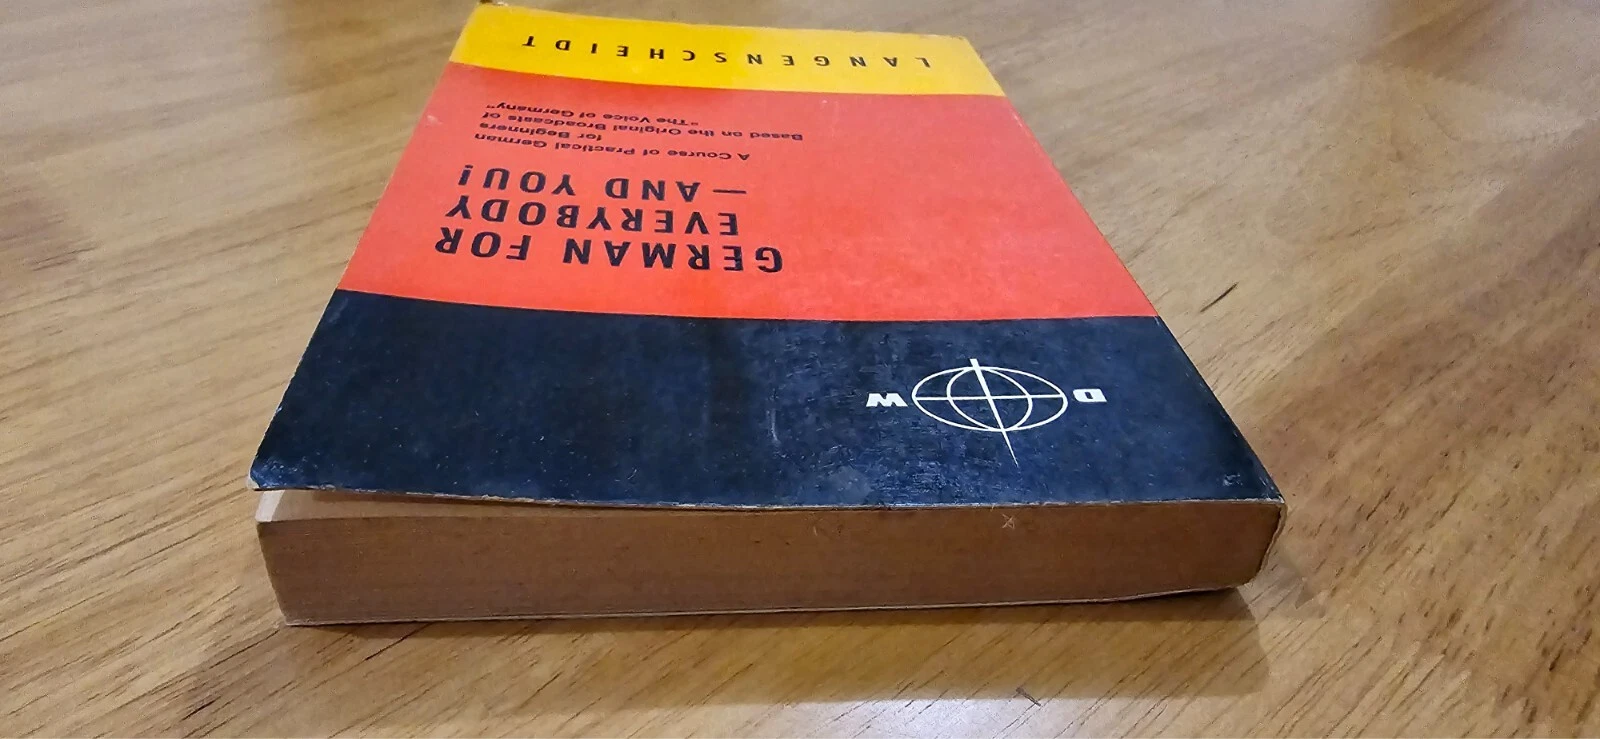 D W
GERMAN FOR
EVERYBODY
—AND YOU!
A Course of Practical German
for Beginners
Based on the Original Broadcasts of
"The Voice of Germany"
LANGENSCHEIDT